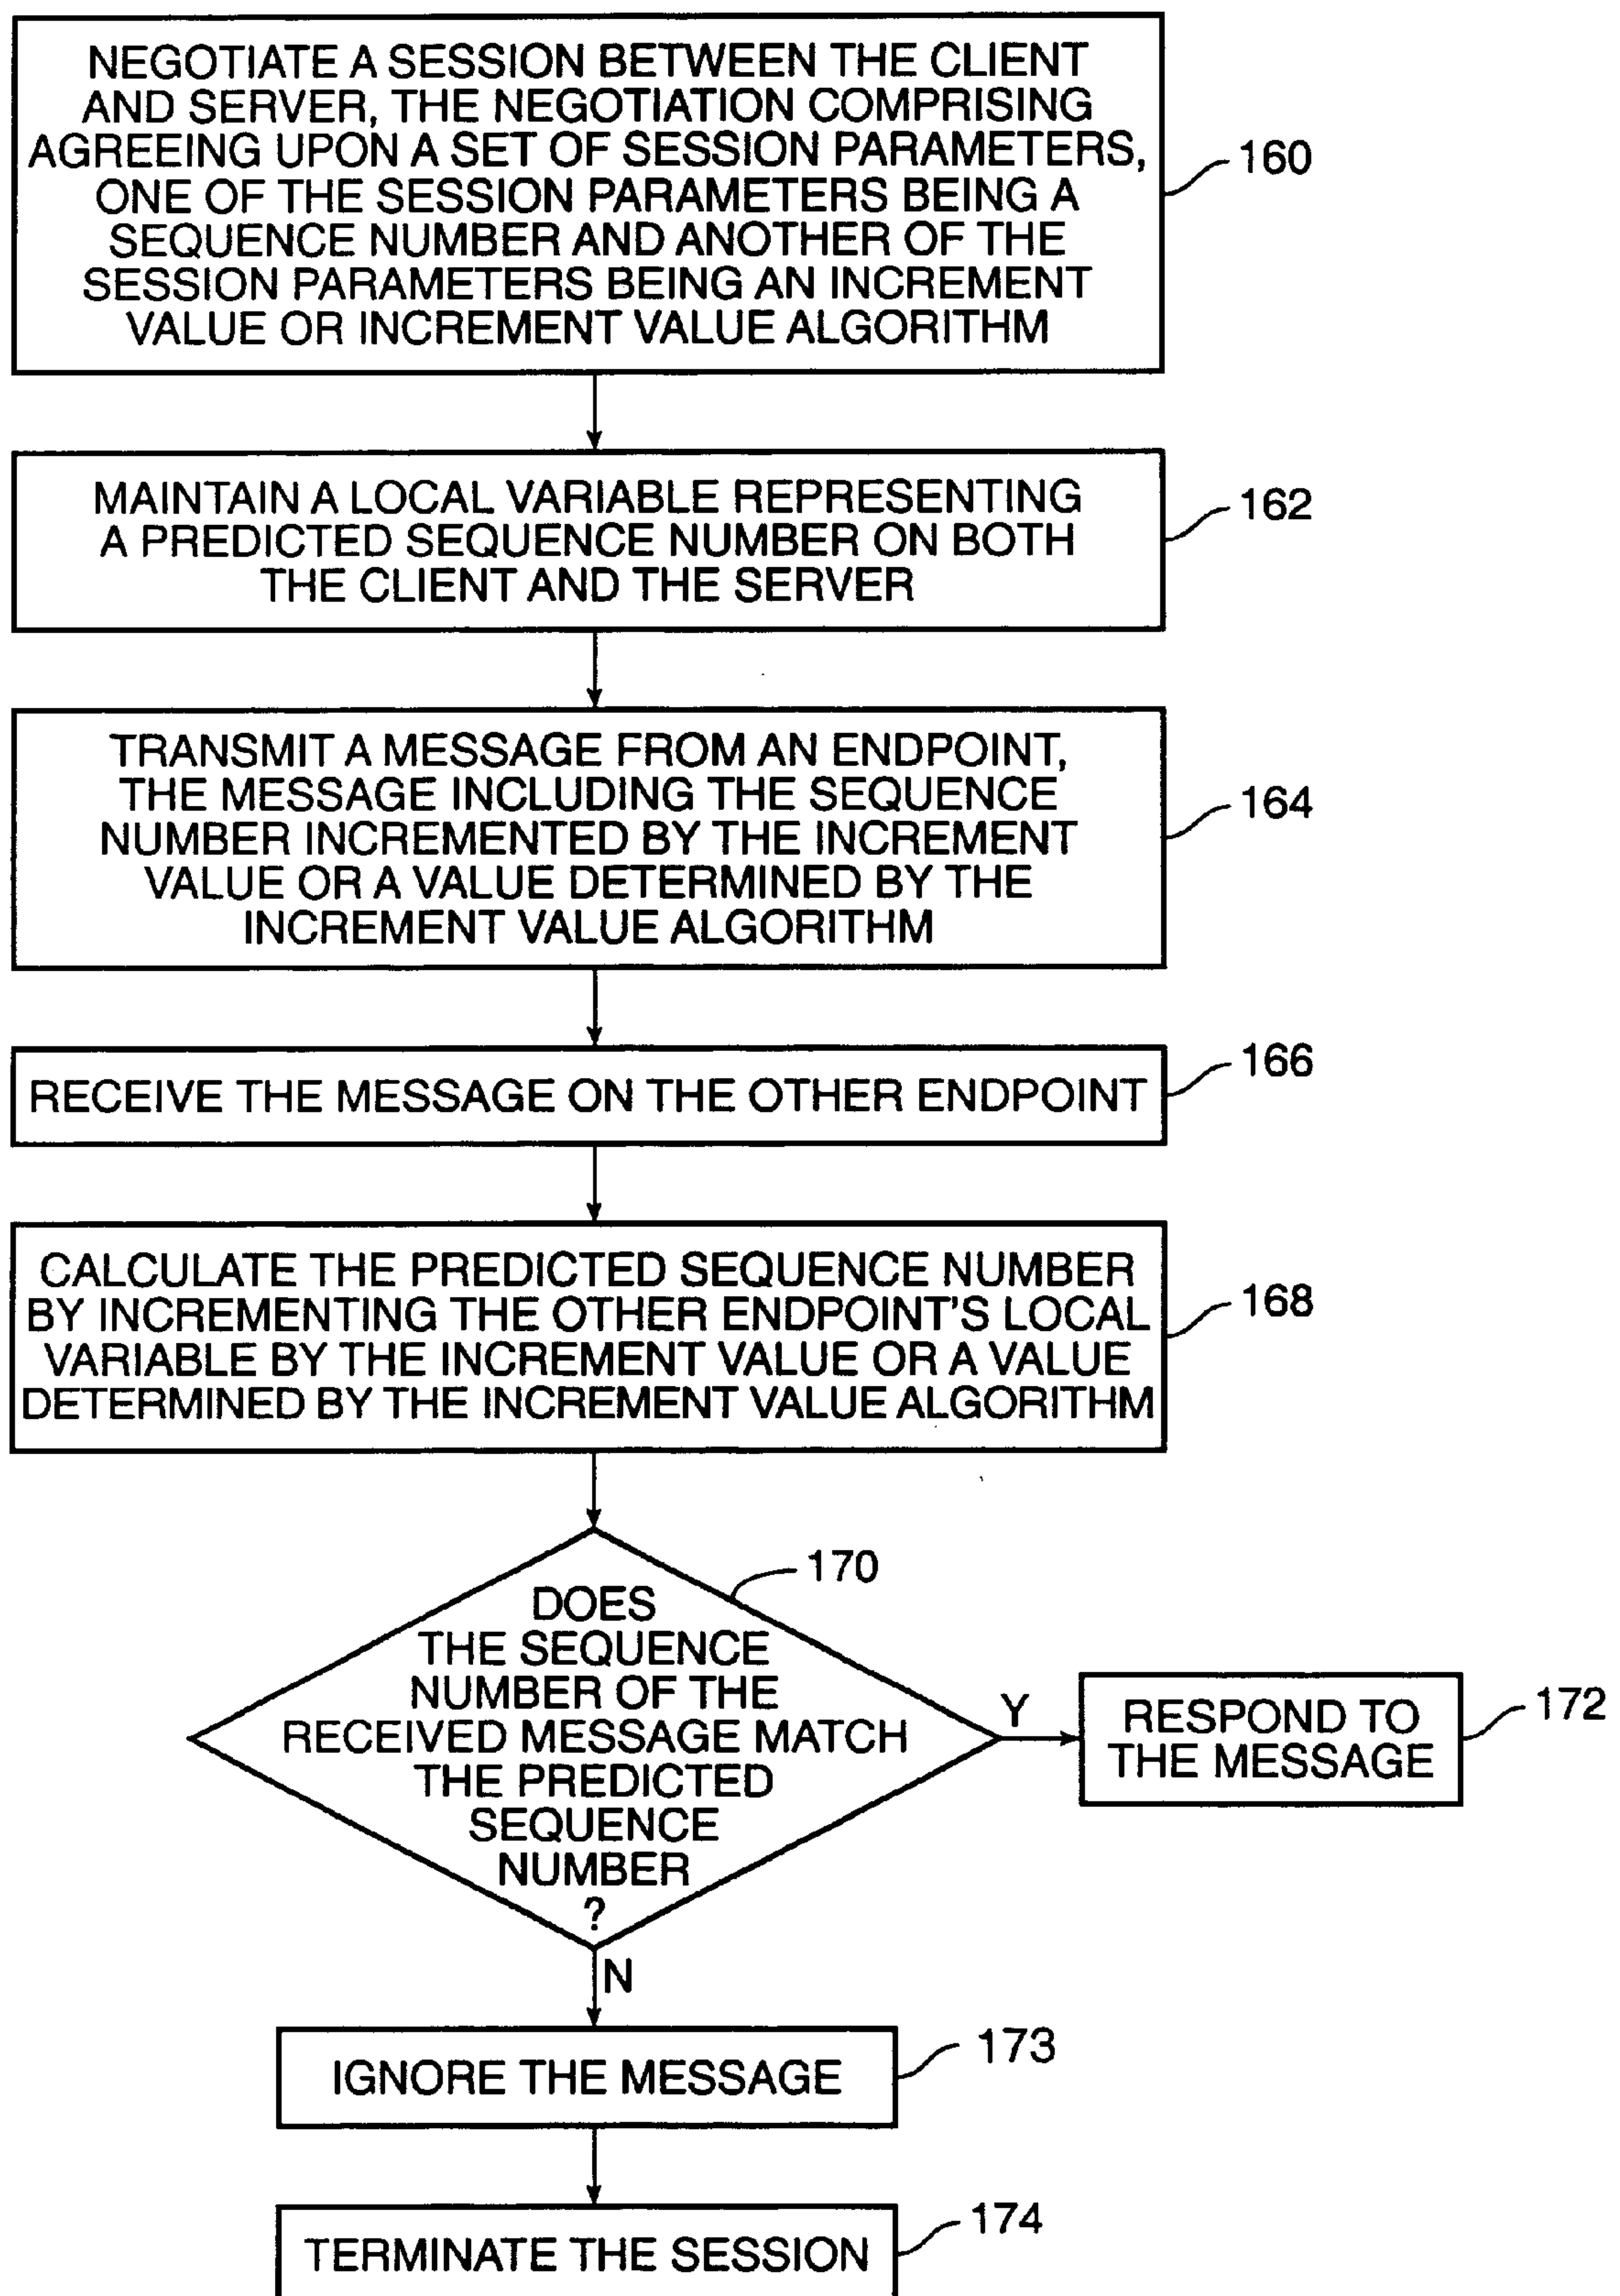 NEGOTIATE A SESSION BETWEEN THE CLIENT
AND SERVER, THE NEGOTIATION COMPRISING
AGREEING UPON A SET OF SESSION PARAMETERS,
ONE OF THE SESSION PARAMETERS BEING A
SEQUENCE NUMBER AND ANOTHER OF THE
SESSION PARAMETERS BEING AN INCREMENT
VALUE OR INCREMENT VALUE ALGORITHM
160
MAINTAIN A LOCAL VARIABLE REPRESENTING
A PREDICTED SEQUENCE NUMBER ON BOTH
THE CLIENT AND THE SERVER
162
TRANSMIT A MESSAGE FROM AN ENDPOINT,
THE MESSAGE INCLUDING THE SEQUENCE
NUMBER INCREMENTED BY THE INCREMENT
VALUE OR A VALUE DETERMINED BY THE
INCREMENT VALUE ALGORITHM
164
RECEIVE THE MESSAGE ON THE OTHER ENDPOINT
166
CALCULATE THE PREDICTED SEQUENCE NUMBER
BY INCREMENTING THE OTHER ENDPOINT'S LOCAL
VARIABLE BY THE INCREMENT VALUE OR A VALUE
DETERMINED BY THE INCREMENT VALUE ALGORITHM
168
170
DOES
THE SEQUENCE
NUMBER OF THE
RECEIVED MESSAGE MATCH
THE PREDICTED
SEQUENCE
NUMBER
?
Y
RESPOND TO
THE MESSAGE
172
N
IGNORE THE MESSAGE
173
TERMINATE THE SESSION
174